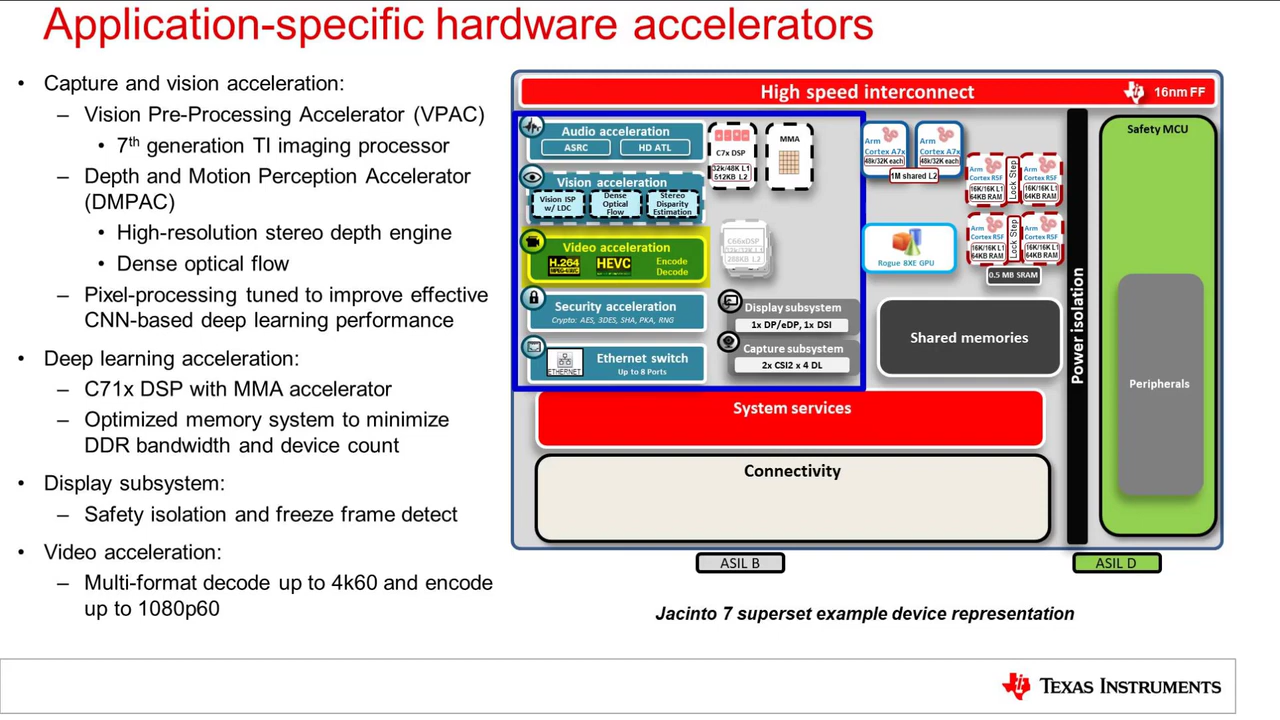 Application-specific hardware accelerators
• Capture and vision acceleration:
– Vision Pre-Processing Accelerator (VPAC)
• 7th generation TI imaging processor
– Depth and Motion Perception Accelerator
(DMPAC)
• High-resolution stereo depth engine
• Dense optical flow
– Pixel-processing tuned to improve effective
CNN-based deep learning performance
• Deep learning acceleration:
– C71x DSP with MMA accelerator
– Optimized memory system to minimize
DDR bandwidth and device count
• Display subsystem:
– Safety isolation and freeze frame detect
• Video acceleration:
– Multi-format decode up to 4k60 and encode
up to 1080p60
High speed interconnect
16nm FF
Audio acceleration
ASRC
HD ATL
Vision acceleration
Vision ISP
w/ LDC
Dense
Optical
Flow
Stereo
Disparity
Estimation
Video acceleration
H.264
MPEG-4/AVC
HEVC
Encode
Decode
Security acceleration
Crypto: AES, 3DES, SHA, PKA, RNG
Ethernet switch
Up to 8 Ports
ETHERNET
C7x DSP
32k/48K L1
512KB L2
MMA
C66xDSP
32k/32K L1
288KB L2
Display subsystem
1x DP/eDP, 1x DSI
Capture subsystem
2x CSI2 x 4 DL
Arm
Cortex A7x
48k/32K each
Arm
Cortex A7x
48k/32K each
1M shared L2
Arm
Cortex R5F
16K/16K L1
64KB RAM
Lock Step
Arm
Cortex R5F
16K/16K L1
64KB RAM
Arm
Cortex R5F
16K/16K L1
64KB RAM
Lock Step
Arm
Cortex R5F
16K/16K L1
64KB RAM
0.5 MB SRAM
Rogue 8XE GPU
Shared memories
Power isolation
Safety MCU
Peripherals
System services
Connectivity
ASIL B
ASIL D
Jacinto 7 superset example device representation
TEXAS INSTRUMENTS